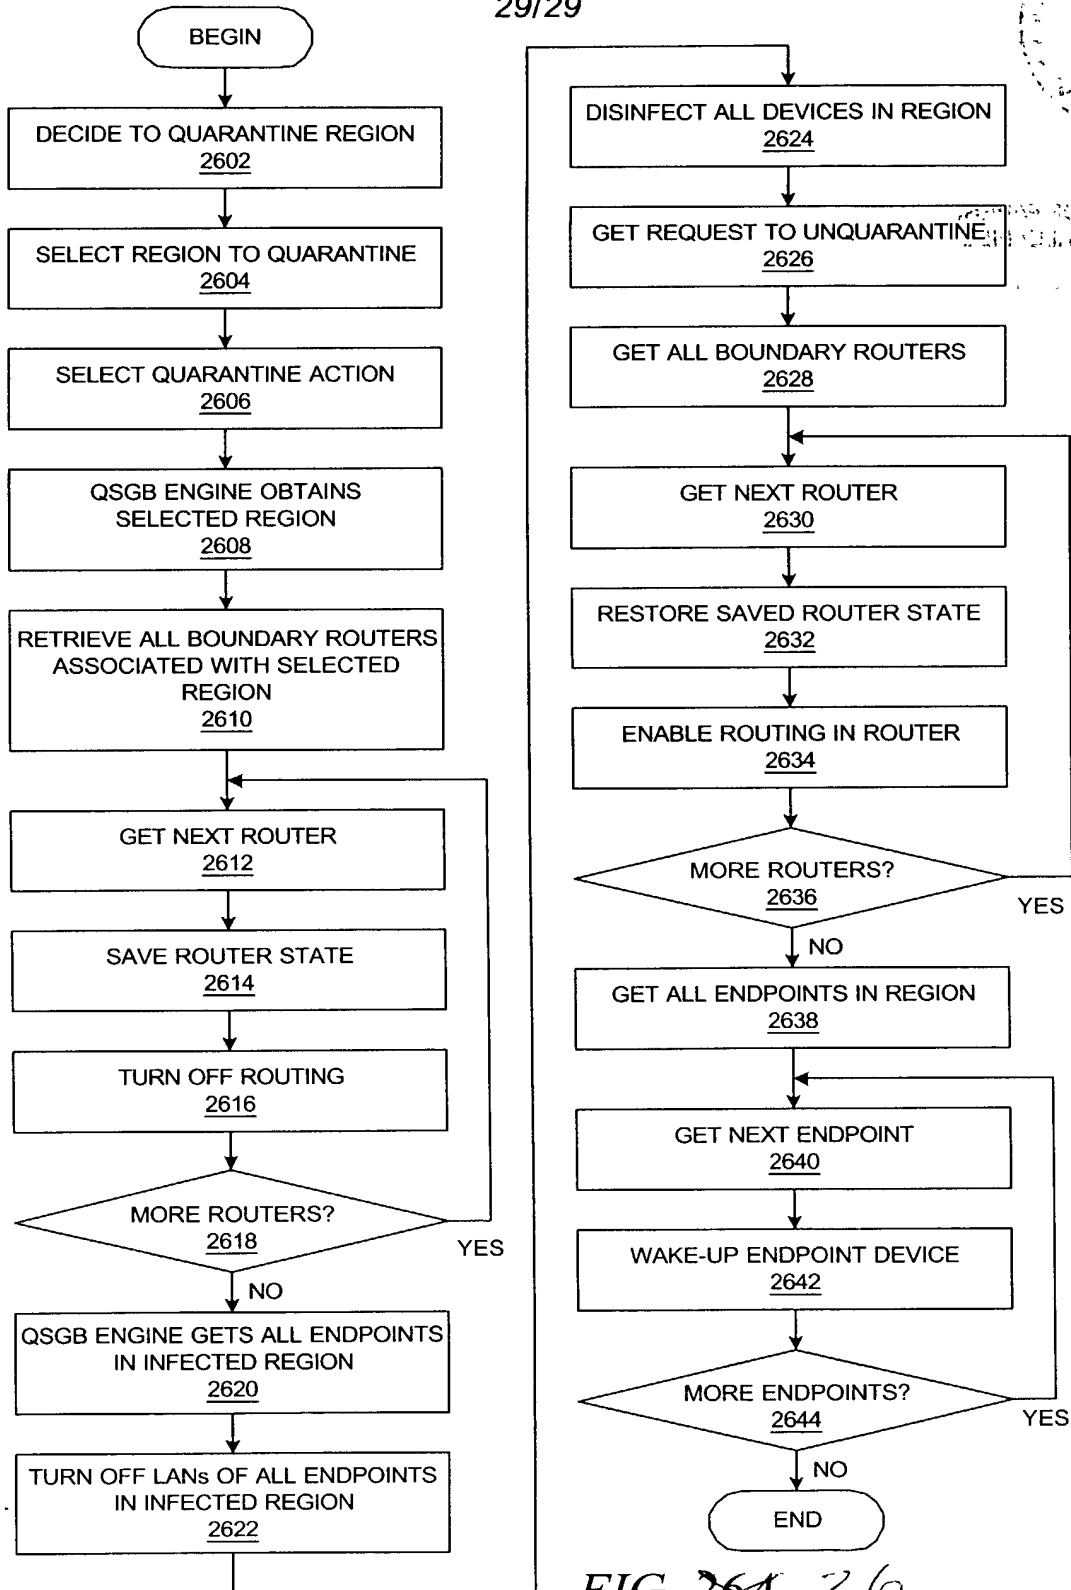 29/29
BEGIN
DECIDE TO QUARANTINE REGION
2602
SELECT REGION TO QUARANTINE
2604
SELECT QUARANTINE ACTION
2606
QSGB ENGINE OBTAINS
SELECTED REGION
2608
RETRIEVE ALL BOUNDARY ROUTERS
ASSOCIATED WITH SELECTED
REGION
2610
GET NEXT ROUTER
2612
SAVE ROUTER STATE
2614
TURN OFF ROUTING
2616
MORE ROUTERS?
2618
YES
NO
QSGB ENGINE GETS ALL ENDPOINTS
IN INFECTED REGION
2620
TURN OFF LANs OF ALL ENDPOINTS
IN INFECTED REGION
2622
DISINFECT ALL DEVICES IN REGION
2624
GET REQUEST TO UNQUARANTINE
2626
GET ALL BOUNDARY ROUTERS
2628
GET NEXT ROUTER
2630
RESTORE SAVED ROUTER STATE
2632
ENABLE ROUTING IN ROUTER
2634
MORE ROUTERS?
2636
YES
NO
GET ALL ENDPOINTS IN REGION
2638
GET NEXT ENDPOINT
2640
WAKE-UP ENDPOINT DEVICE
2642
MORE ENDPOINTS?
2644
YES
NO
END
FIG. 26